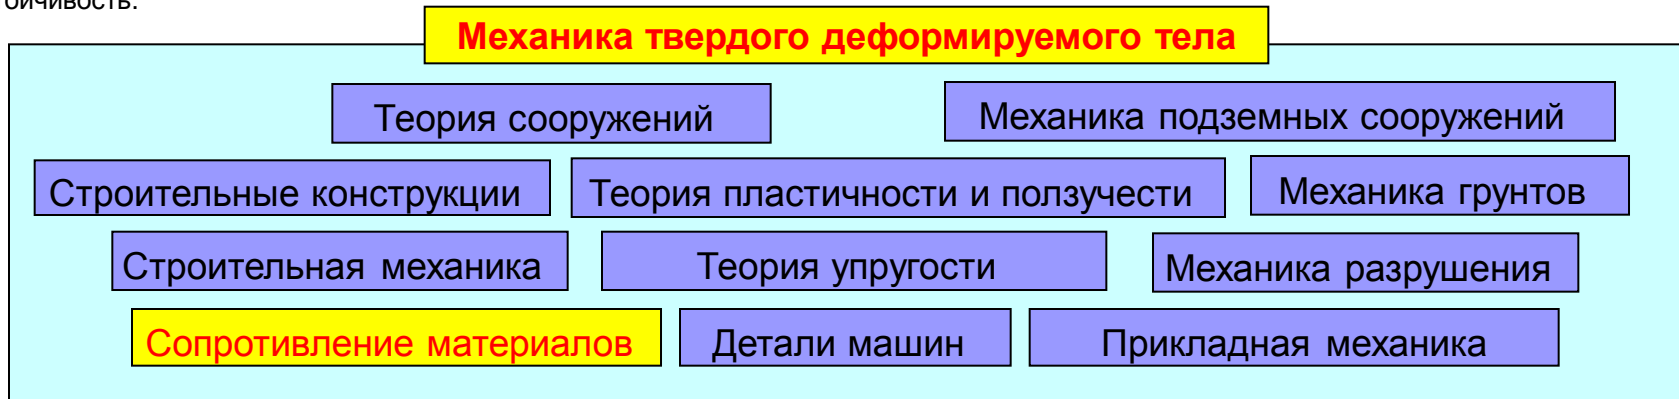 ойчивость.
Механика твердого деформируемого тела
Теория сооружений
Механика подземных сооружений
Строительные конструкции
Теория пластичности и ползучести
Механика грунтов
Строительная механика
Теория упругости
Механика разрушения
Сопротивление материалов
Детали машин
Прикладная механика